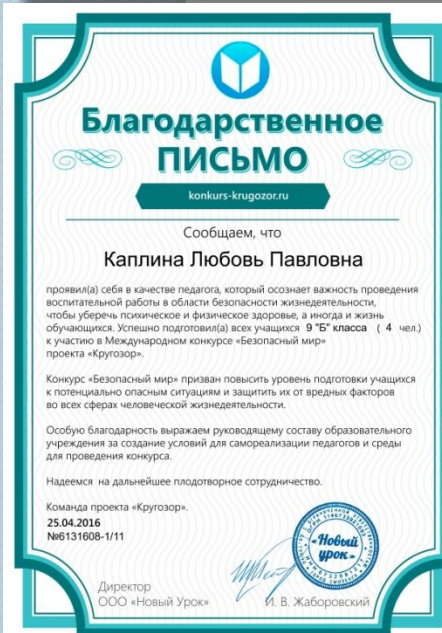 Благодарственное
ПИСЬМО
konkurs-krugozor.ru
Сообщаем, что
Каплина Любовь Павловна
проявил(а) себя в качестве педагога, который осознает важность проведения
воспитательной работы в области безопасности жизнедеятельности,
чтобы уберечь психическое и физическое здоровье, а иногда и жизнь
обучающихся. Успешно подготовил(а) всех учащихся 9 "Б" класса ( 4 чел.)
к участию в Международном конкурсе «Безопасный мир»
проекта «Кругозор».
Конкурс «Безопасный мир» призван повысить уровень подготовки учащихся
к потенциально опасным ситуациям и защитить их от вредных факторов
во всех сферах человеческой жизнедеятельности.
Особую благодарность выражаем руководящему составу образовательного
учреждения за создание условий для самореализации педагогов и среды
для проведения конкурса.
Надеемся на дальнейшее плодотворное сотрудничество.
Команда проекта «Кругозор».
25.04.2016
№6131608-1/11
«Новый
урок»
Директор
ООО «Новый Урок»
И. В. Жаборовский